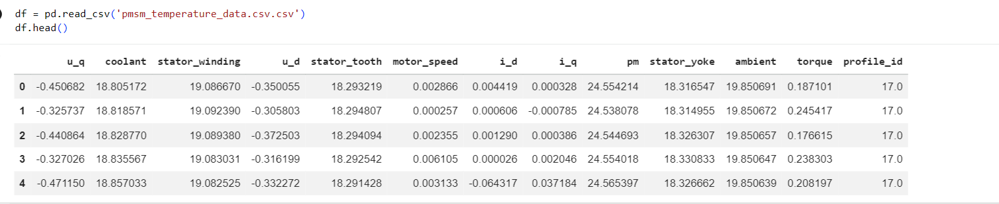 df = pd.read_csv('pmsm_temperature_data.csv.csv')
df.head()
u_q coolant stator_winding u_d stator_tooth motor_speed i_d i_q pm stator_yoke ambient torque profile_id
0 -0.450682 18.805172 19.086670 -0.350055 18.293219 0.002866 0.004419 0.000328 24.554214 18.316547 19.850691 0.187101 17.0
1 -0.325737 18.818571 19.092390 -0.305803 18.294807 0.000257 0.000606 -0.000785 24.538078 18.314955 19.850672 0.245417 17.0
2 -0.440864 18.828770 19.089380 -0.372503 18.294094 0.002355 0.001290 0.000386 24.544693 18.326307 19.850657 0.176615 17.0
3 -0.327026 18.835567 19.083031 -0.316199 18.292542 0.006105 0.000026 0.002046 24.554018 18.330833 19.850647 0.238303 17.0
4 -0.471150 18.857033 19.082525 -0.332272 18.291428 0.003133 -0.064317 0.037184 24.565397 18.326662 19.850639 0.208197 17.0